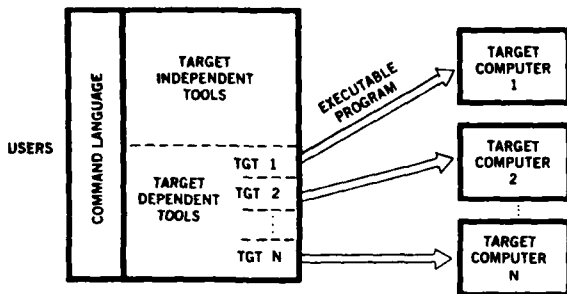 USERS
COMMAND LANGUAGE
TARGET
INDEPENDENT
TOOLS
TARGET
DEPENDENT
TOOLS
TGT 1
TGT 2
TGT N
EXECUTABLE
PROGRAM
TARGET
COMPUTER
1
TARGET
COMPUTER
2
TARGET
COMPUTER
N